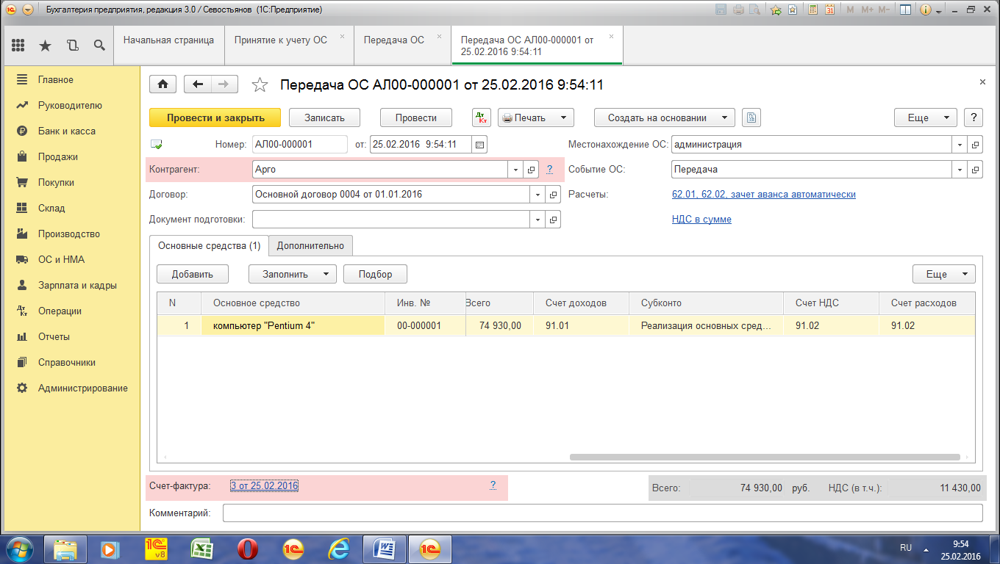 Бухгалтерия предприятия, редакция 3.0 / Севостьянов (1С:Предприятие)
M M+ M-
Начальная страница
Принятие к учету ОС
Передача ОС
Передача ОС АЛ00-000001 от
25.02.2016 9:54:11
Главное
Руководителю
Банк и касса
Продажи
Покупки
Склад
Производство
ОС и НМА
Зарплата и кадры
Операции
Отчеты
Справочники
Администрирование
Передача ОС АЛ00-000001 от 25.02.2016 9:54:11
Провести и закрыть
Записать
Провести
Дт Кт
Печать
Создать на основании
Еще
?
Номер: АЛ00-000001 от: 25.02.2016 9:54:11
Местонахождение ОС: администрация
Контрагент: Арго ?
Событие ОС: Передача
Договор: Основной договор 0004 от 01.01.2016
Расчеты: 62.01, 62.02, зачет аванса автоматически
Документ подготовки:
НДС в сумме
Основные средства (1)
Дополнительно
Добавить
Заполнить
Подбор
Еще
N Основное средство Инв. № Всего Счет доходов Субконто Счет НДС Счет расходов
1 компьютер "Pentium 4" 00-000001 74 930,00 91.01 Реализация основных сред... 91.02 91.02
Счет-фактура: 3 от 25.02.2016 ?
Всего: 74 930,00 руб. НДС (в т.ч.): 11 430,00
Комментарий:
RU
9:54
25.02.2016